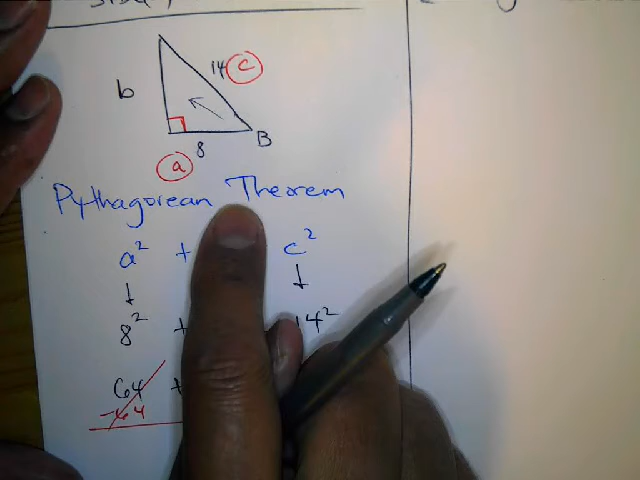 14 c
b
8 B
a
Pythagorean Theorem
a² + c²
↓ ↓
8² + 14²
64 +
-64